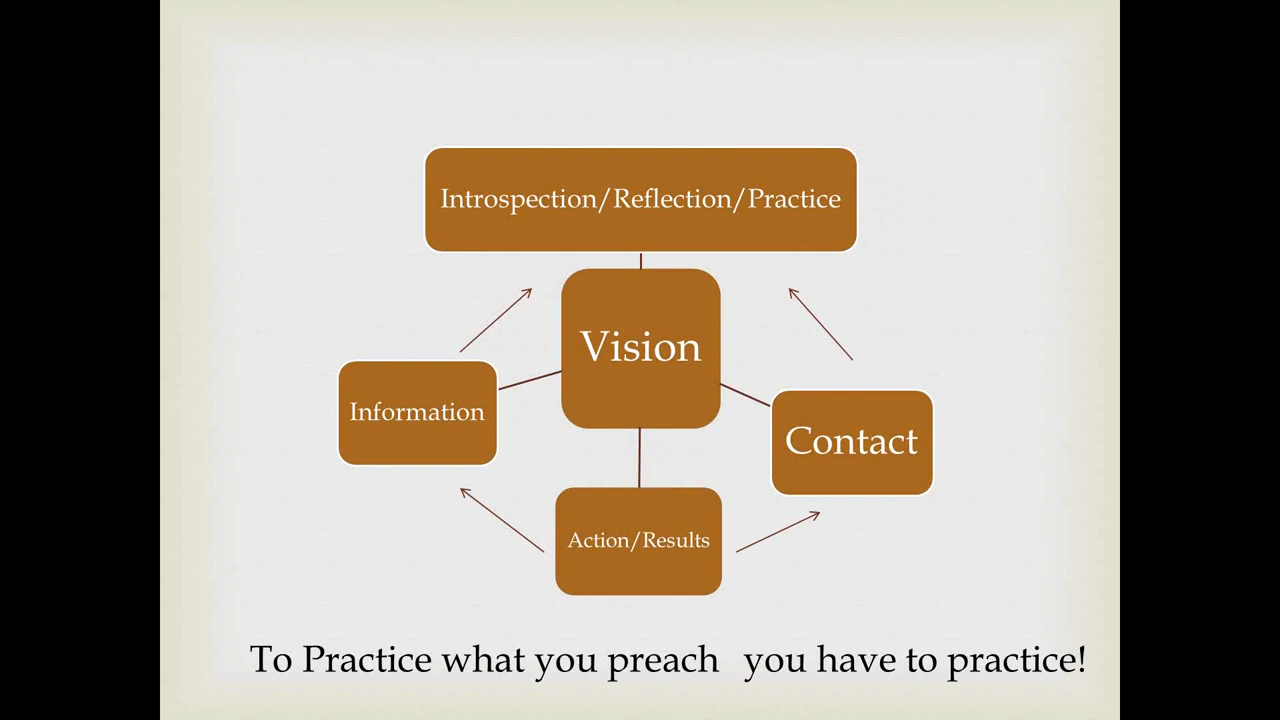 Introspection/Reflection/Practice
Vision
Information
Contact
Action/Results
To Practice what you preach you have to practice!